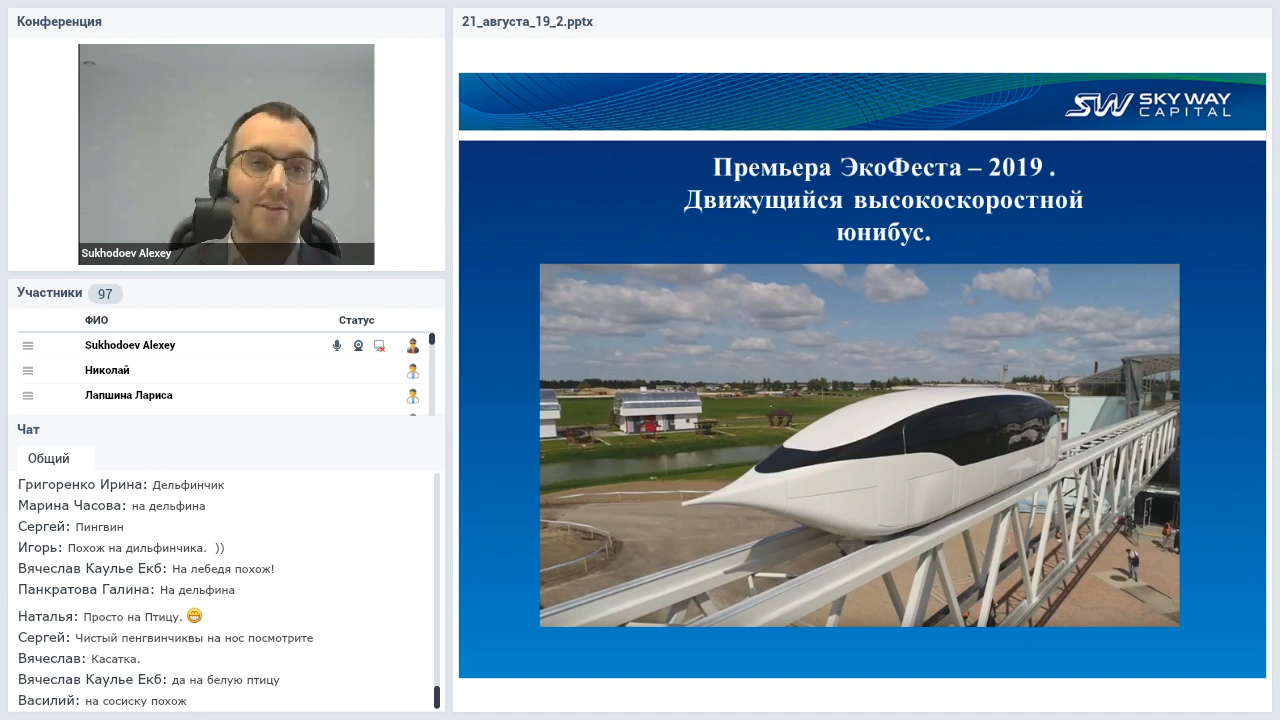 Конференция
Sukhodoev Alexey
Участники 97
ФИО Статус
Sukhodoev Alexey
Николай
Лапшина Лариса
Чат
Общий
Григоренко Ирина: Дельфинчик
Марина Часова: на дельфина
Сергей: Пингвин
Игорь: Похож на дильфинчика. ))
Вячеслав Каулье Екб: На лебедя похож!
Панкратова Галина: На дельфина
Наталья: Просто на Птицу. 😁
Сергей: Чистый пенгвинчиквы на нос посмотрите
Вячеслав: Касатка.
Вячеслав Каулье Екб: да на белую птицу
Василий: на сосиску похож
21_августа_19_2.pptx
SW SKY WAY
CAPITAL
Премьера ЭкоФеста – 2019 .
Движущийся высокоскоростной
юнибус.